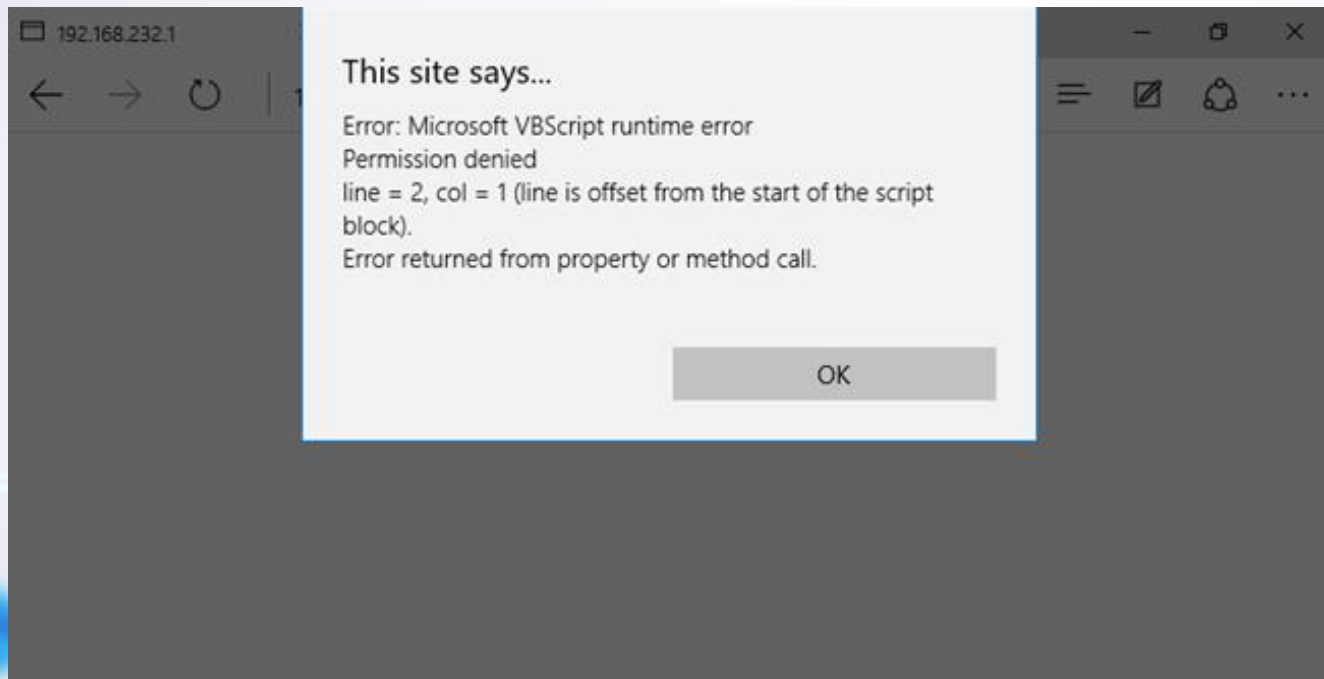 192.168.232.1
This site says...
Error: Microsoft VBScript runtime error
Permission denied
line = 2, col = 1 (line is offset from the start of the script
block).
Error returned from property or method call.
OK